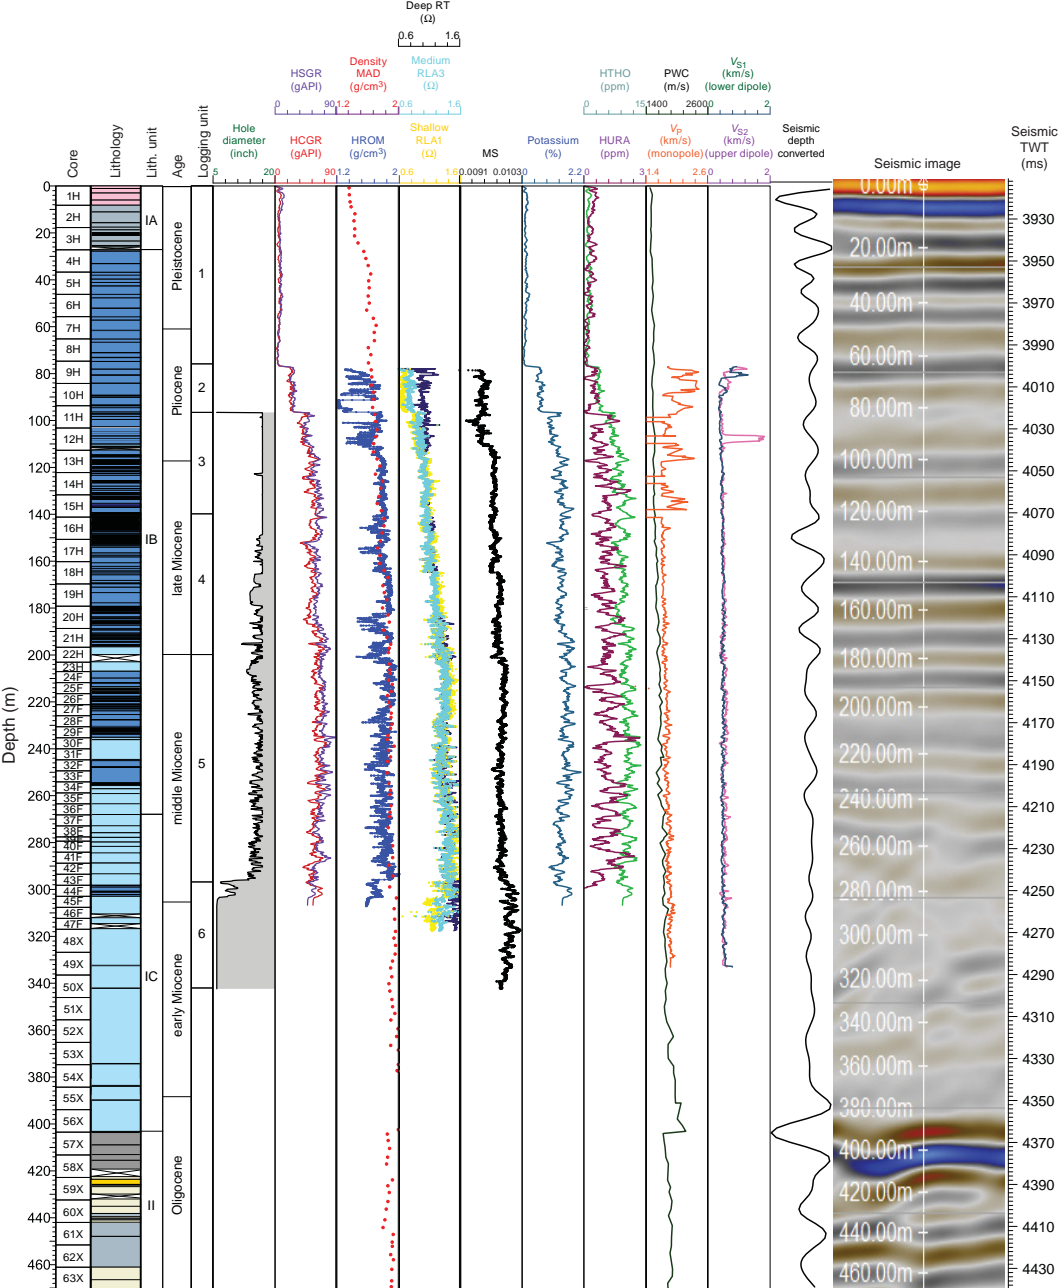 Deep RT
(Ω)
0.6 1.6
HSGR
(gAPI)
0 90
Density
MAD
(g/cm³)
1.2 2
Medium
RLA3
(Ω)
0.6 1.6
HTHO
(ppm)
0 15
PWC
(m/s)
1400 2600
VS1
(km/s)
(lower dipole)
0 2
Core
Lithology
Lith. unit
Age
Logging unit
Hole
diameter
(inch)
5 20
HCGR
(gAPI)
0 90
HROM
(g/cm³)
1.2 2
Shallow
RLA1
(Ω)
0.6 1.6
MS
0.0091 0.0103
Potassium
(%)
0 2.2
HURA
(ppm)
0 3
VP
(km/s)
(monopole)
1.4 2.6
VS2
(km/s)
(upper dipole)
0 2
Seismic
depth
converted
Seismic image
Seismic
TWT
(ms)
Depth (m)
0
20
40
60
80
100
120
140
160
180
200
220
240
260
280
300
320
340
360
380
400
420
440
460
1H
2H
3H
4H
5H
6H
7H
8H
9H
10H
11H
12H
13H
14H
15H
16H
17H
18H
19H
20H
21H
22H
23H
24F
25F
26F
27F
28F
29F
30F
31F
32F
33F
34F
35F
36F
37F
38F
40F
41F
42F
43F
44F
45F
46F
47F
48X
49X
50X
51X
52X
53X
54X
55X
56X
57X
58X
59X
60X
61X
62X
63X
IA
IB
IC
II
Pleistocene
Pliocene
late Miocene
middle Miocene
early Miocene
Oligocene
1
2
3
4
5
6
0.00m
20.00m
40.00m
60.00m
80.00m
100.00m
120.00m
140.00m
160.00m
180.00m
200.00m
220.00m
240.00m
260.00m
280.00m
300.00m
320.00m
340.00m
360.00m
380.00m
400.00m
420.00m
440.00m
460.00m
3930
3950
3970
3990
4010
4030
4050
4070
4090
4110
4130
4150
4170
4190
4210
4230
4250
4270
4290
4310
4330
4350
4370
4390
4410
4430